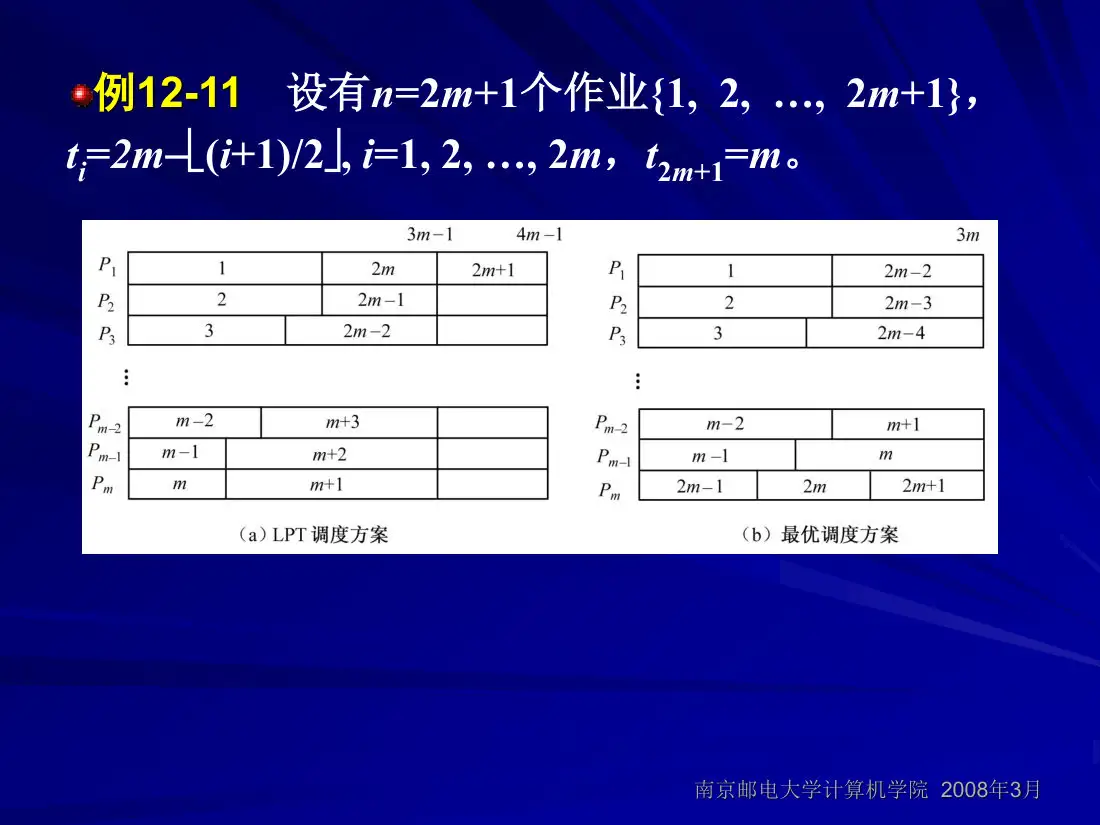 例12-11 设有n=2m+1个作业{1, 2, …, 2m+1},
tᵢ=2m–⌊(i+1)/2⌋, i=1, 2, …, 2m,t₂ₘ₊₁=m。
3m−1 4m−1
P₁ 1 2m 2m+1
P₂ 2 2m−1
P₃ 3 2m−2
⋮
Pₘ₋₂ m−2 m+3
Pₘ₋₁ m−1 m+2
Pₘ m m+1
(a)LPT 调度方案
3m
P₁ 1 2m−2
P₂ 2 2m−3
P₃ 3 2m−4
⋮
Pₘ₋₂ m−2 m+1
Pₘ₋₁ m−1 m
Pₘ 2m−1 2m 2m+1
(b)最优调度方案
南京邮电大学计算机学院 2008年3月